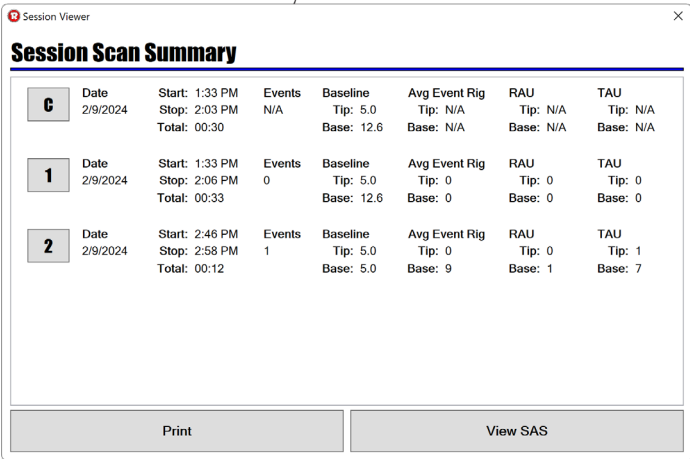 Session Viewer
Session Scan Summary
C Date Start: 1:33 PM Events Baseline Avg Event Rig RAU TAU
2/9/2024 Stop: 2:03 PM N/A Tip: 5.0 Tip: N/A Tip: N/A Tip: N/A
Total: 00:30 Base: 12.6 Base: N/A Base: N/A Base: N/A
1 Date Start: 1:33 PM Events Baseline Avg Event Rig RAU TAU
2/9/2024 Stop: 2:06 PM 0 Tip: 5.0 Tip: 0 Tip: 0 Tip: 0
Total: 00:33 Base: 12.6 Base: 0 Base: 0 Base: 0
2 Date Start: 2:46 PM Events Baseline Avg Event Rig RAU TAU
2/9/2024 Stop: 2:58 PM 1 Tip: 5.0 Tip: 0 Tip: 0 Tip: 1
Total: 00:12 Base: 5.0 Base: 9 Base: 1 Base: 7
Print View SAS